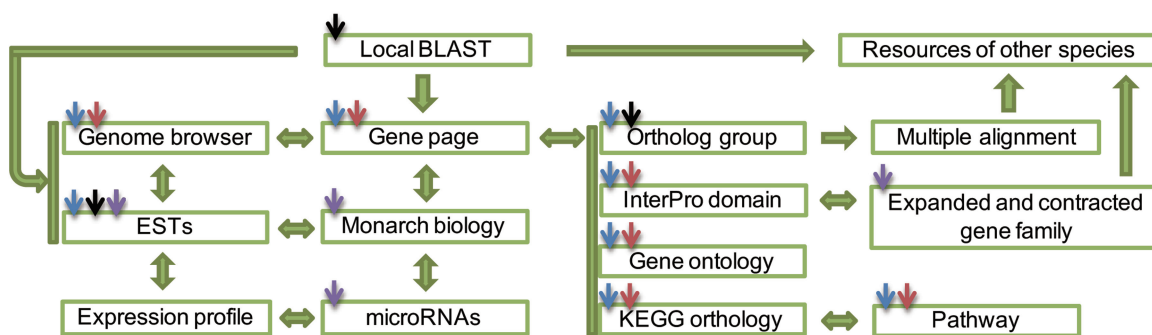 Local BLAST
Resources of other species
Genome browser
Gene page
Ortholog group
Multiple alignment
InterPro domain
Expanded and contracted
gene family
ESTs
Monarch biology
Gene ontology
Expression profile
microRNAs
KEGG orthology
Pathway